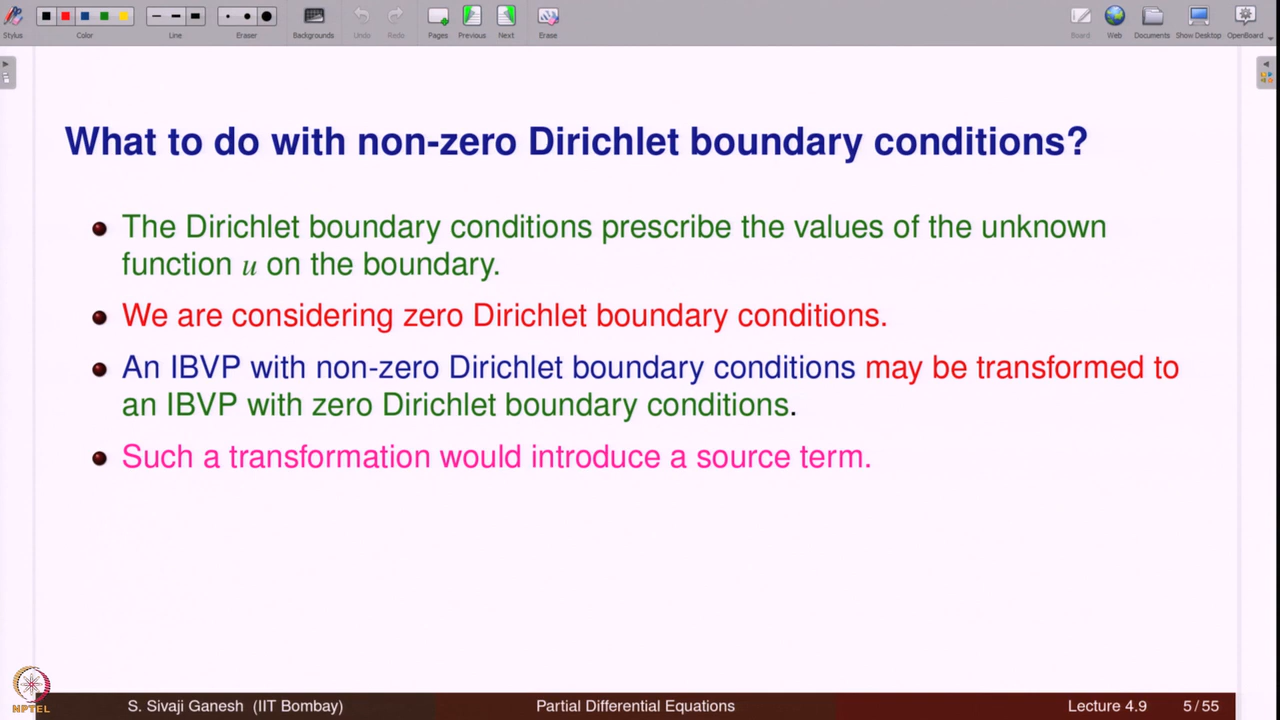 Stylus
Color
Line
Eraser
Backgrounds
Undo
Redo
Pages
Previous
Next
Erase
Board
Web
Documents
Show Desktop
OpenBoard
What to do with non-zero Dirichlet boundary conditions?
The Dirichlet boundary conditions prescribe the values of the unknown
function u on the boundary.
We are considering zero Dirichlet boundary conditions.
An IBVP with non-zero Dirichlet boundary conditions may be transformed to
an IBVP with zero Dirichlet boundary conditions.
Such a transformation would introduce a source term.
NPTEL
S. Sivaji Ganesh (IIT Bombay)
Partial Differential Equations
Lecture 4.9
5 / 55